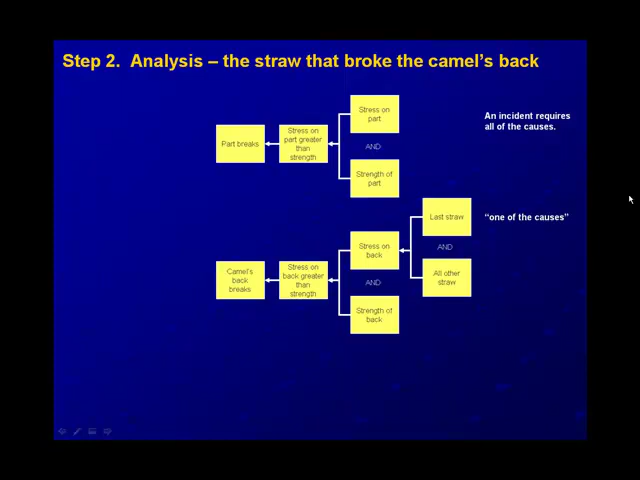 Step 2. Analysis – the straw that broke the camel's back
Stress on
part
An incident requires
all of the causes.
Part breaks
Stress on
part greater
than
strength
AND
Strength of
part
Last straw
"one of the causes"
Stress on
back
AND
Camel's
back
breaks
Stress on
back greater
than
strength
AND
All other
straw
Strength of
back